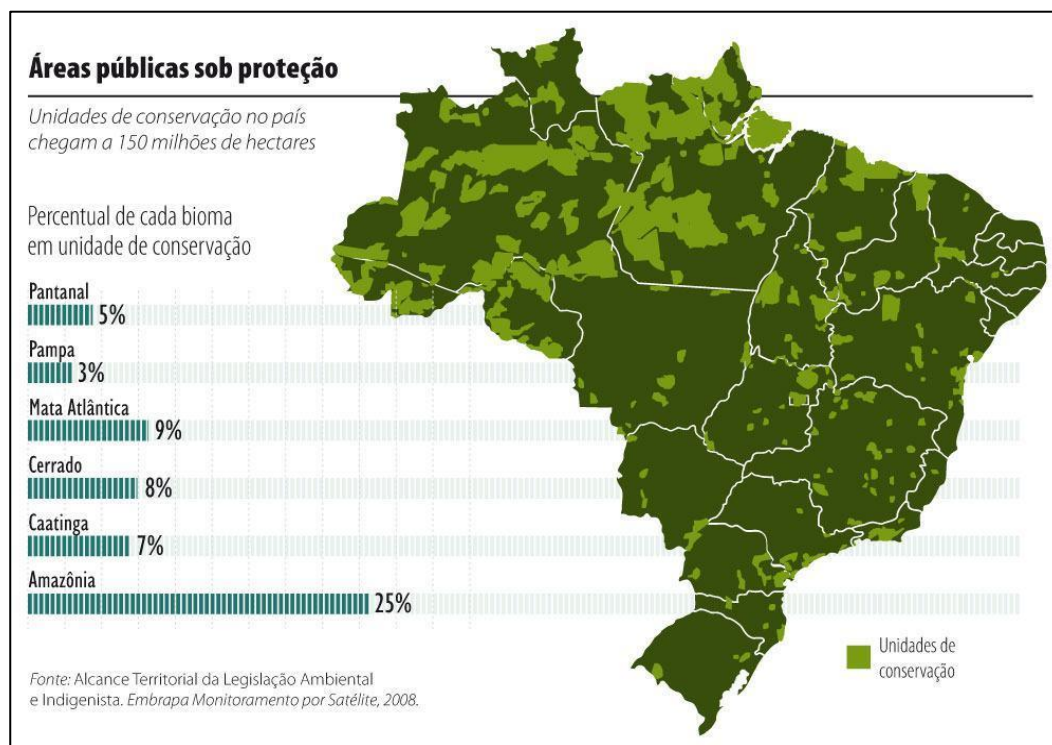 Áreas públicas sob proteção
Unidades de conservação no país
chegam a 150 milhões de hectares
Percentual de cada bioma
em unidade de conservação
Pantanal
5%
Pampa
3%
Mata Atlântica
9%
Cerrado
8%
Caatinga
7%
Amazônia
25%
Unidades de
conservação
Fonte: Alcance Territorial da Legislação Ambiental
e Indigenista. Embrapa Monitoramento por Satélite, 2008.